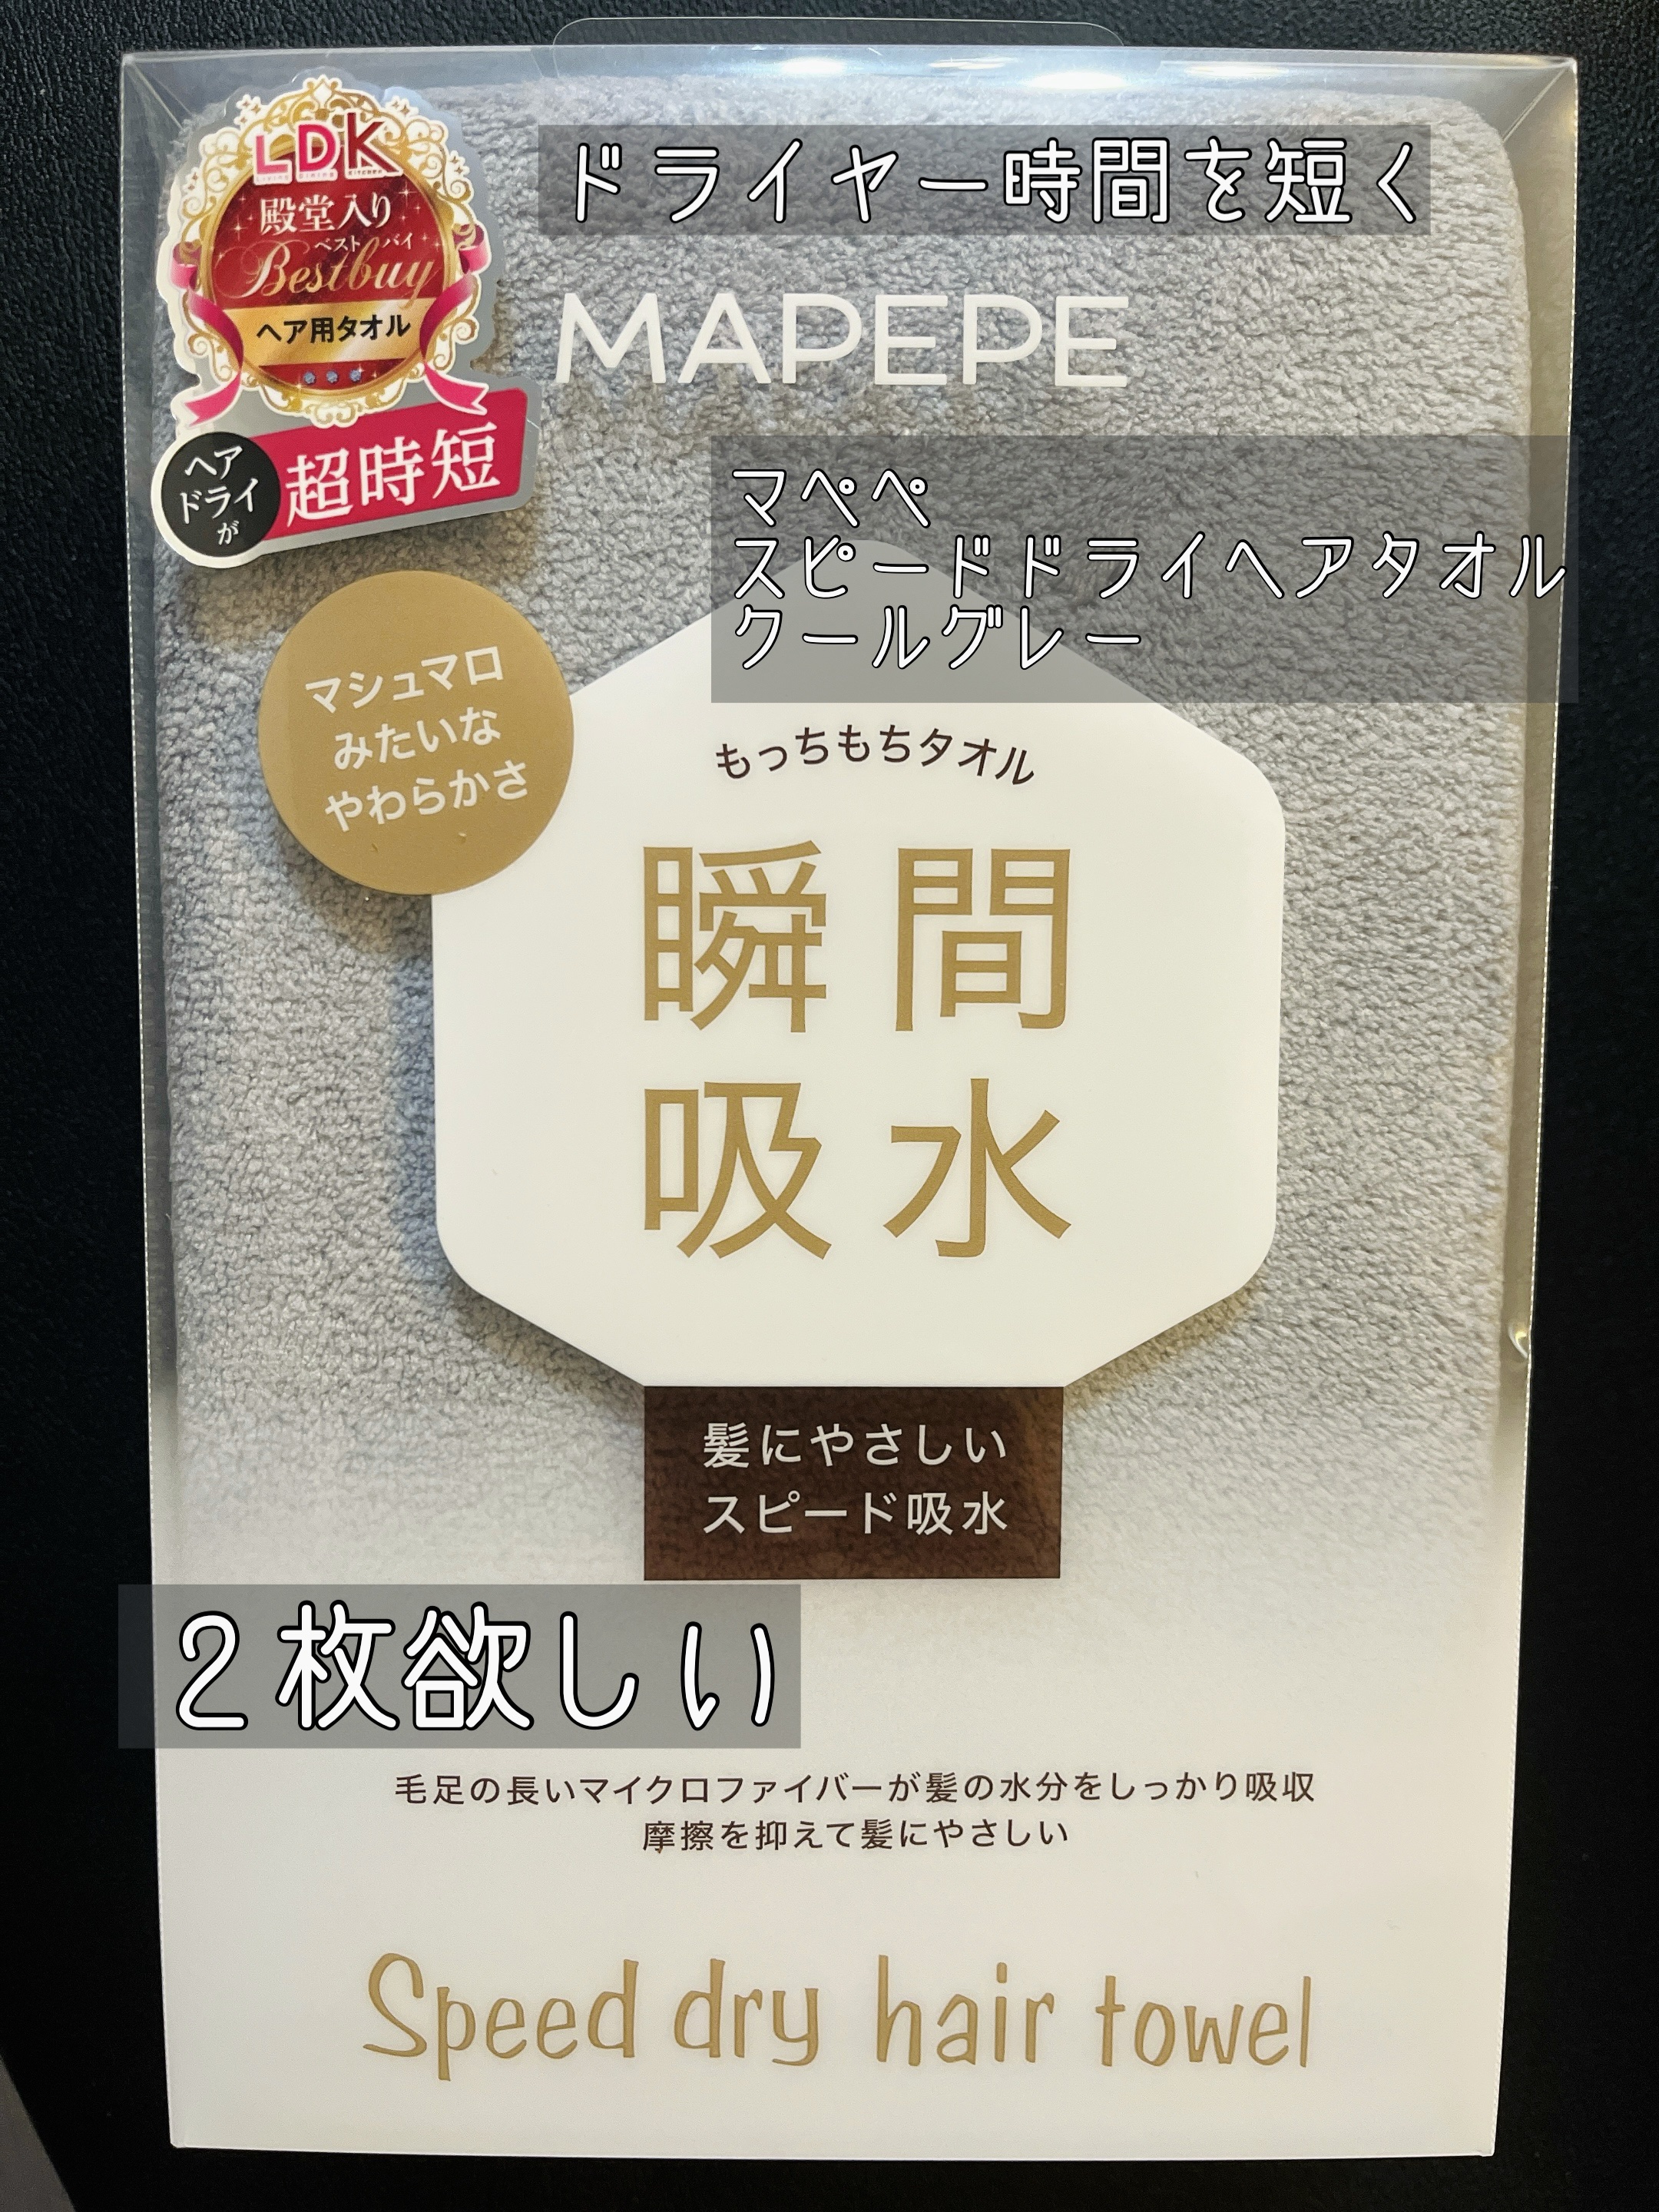 LDK
殿堂入り
ベスト バイ
Bestbuy
ヘア用タオル
ヘア
ドライ
が
超時短
ドライヤー時間を短く
MAPEPE
マペペ
スピードドライヘアタオル
クールグレー
マシュマロ
みたいな
やわらかさ
もっちもちタオル
瞬間
吸水
髪にやさしい
スピード吸水
2枚欲しい
毛足の長いマイクロファイバーが髪の水分をしっかり吸収
摩擦を抑えて髪にやさしい
Speed dry hair towel